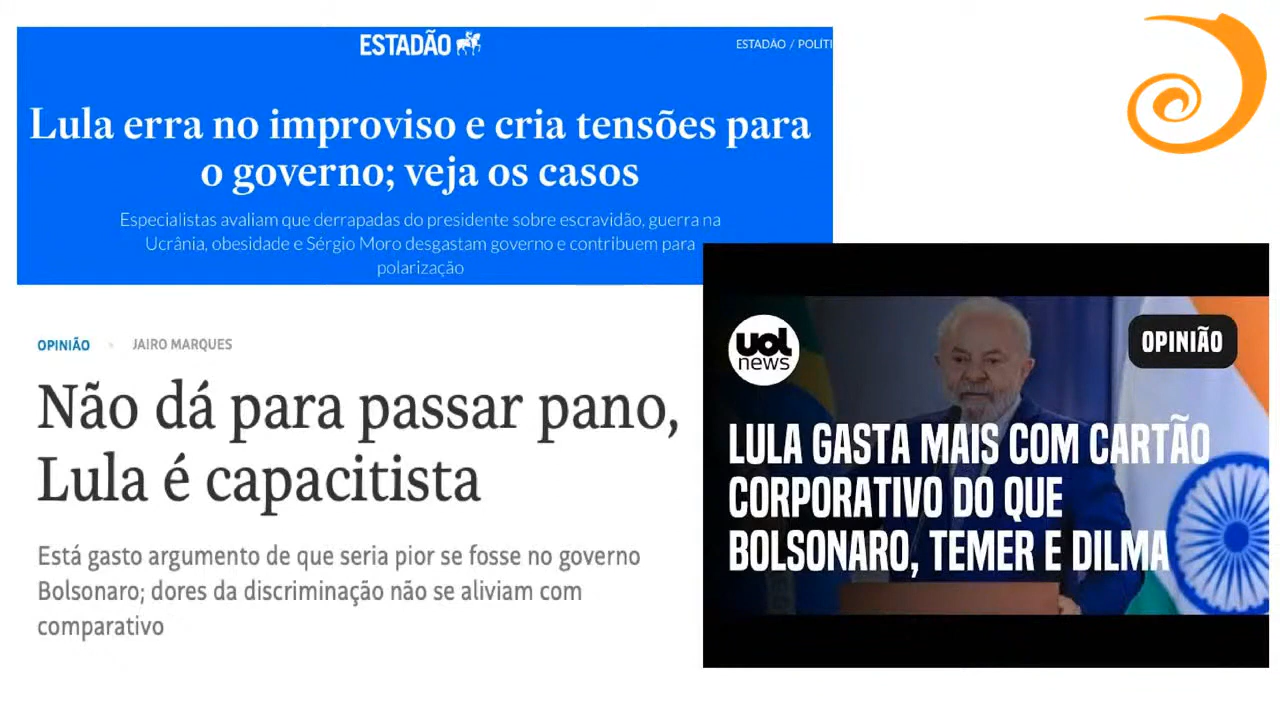 ESTADÃO
ESTADÃO / POLÍTI
Lula erra no improviso e cria tensões para
o governo; veja os casos
Especialistas avaliam que derrapadas do presidente sobre escravidão, guerra na
Ucrânia, obesidade e Sérgio Moro desgastam governo e contribuem para
polarização
OPINIÃO
JAIRO MARQUES
Não dá para passar pano,
Lula é capacitista
Está gasto argumento de que seria pior se fosse no governo
Bolsonaro; dores da discriminação não se aliviam com
comparativo
uol
news
OPINIÃO
LULA GASTA MAIS COM CARTÃO
CORPORATIVO DO QUE
BOLSONARO, TEMER E DILMA